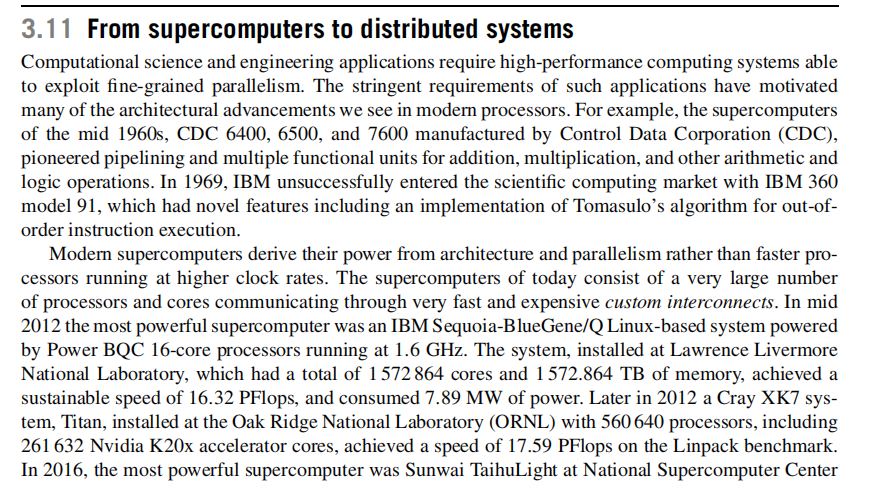 3.11 From supercomputers to distributed systems
Computational science and engineering applications require high-performance computing systems able
to exploit fine-grained parallelism. The stringent requirements of such applications have motivated
many of the architectural advancements we see in modern processors. For example, the supercomputers
of the mid 1960s, CDC 6400, 6500, and 7600 manufactured by Control Data Corporation (CDC),
pioneered pipelining and multiple functional units for addition, multiplication, and other arithmetic and
logic operations. In 1969, IBM unsuccessfully entered the scientific computing market with IBM 360
model 91, which had novel features including an implementation of Tomasulo's algorithm for out-of-
order instruction execution.
Modern supercomputers derive their power from architecture and parallelism rather than faster pro-
cessors running at higher clock rates. The supercomputers of today consist of a very large number
of processors and cores communicating through very fast and expensive custom interconnects. In mid
2012 the most powerful supercomputer was an IBM Sequoia-BlueGene/Q Linux-based system powered
by Power BQC 16-core processors running at 1.6 GHz. The system, installed at Lawrence Livermore
National Laboratory, which had a total of 1 572 864 cores and 1 572.864 TB of memory, achieved a
sustainable speed of 16.32 PFlops, and consumed 7.89 MW of power. Later in 2012 a Cray XK7 sys-
tem, Titan, installed at the Oak Ridge National Laboratory (ORNL) with 560 640 processors, including
261 632 Nvidia K20x accelerator cores, achieved a speed of 17.59 PFlops on the Linpack benchmark.
In 2016, the most powerful supercomputer was Sunwai TaihuLight at National Supercomputer Center